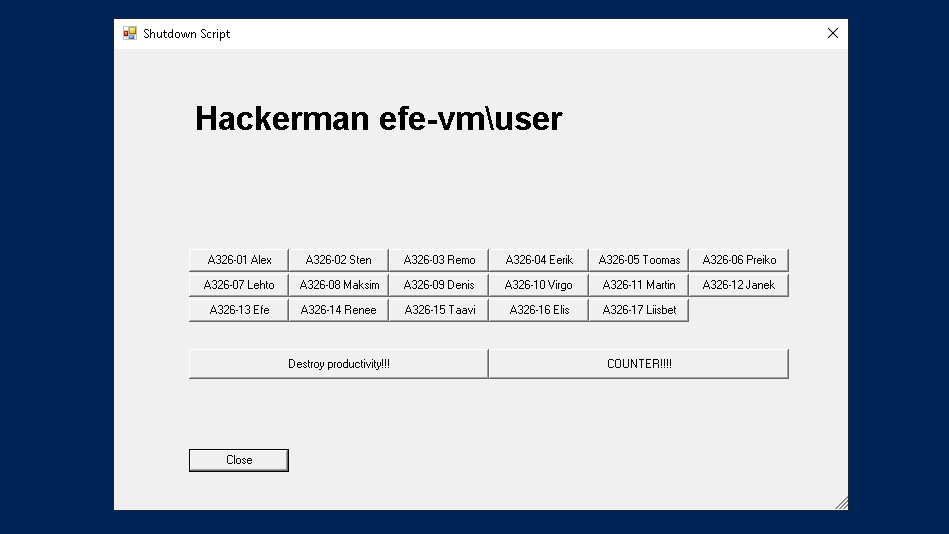 Shutdown Script
Hackerman efe-vm\user
A326-01 Alex A326-02 Sten A326-03 Remo A326-04 Eerik A326-05 Toomas A326-06 Preiko
A326-07 Lehto A326-08 Maksim A326-09 Denis A326-10 Virgo A326-11 Martin A326-12 Janek
A326-13 Efe A326-14 Renee A326-15 Taavi A326-16 Elis A326-17 Liisbet
Destroy productivity!!! COUNTER!!!!
Close